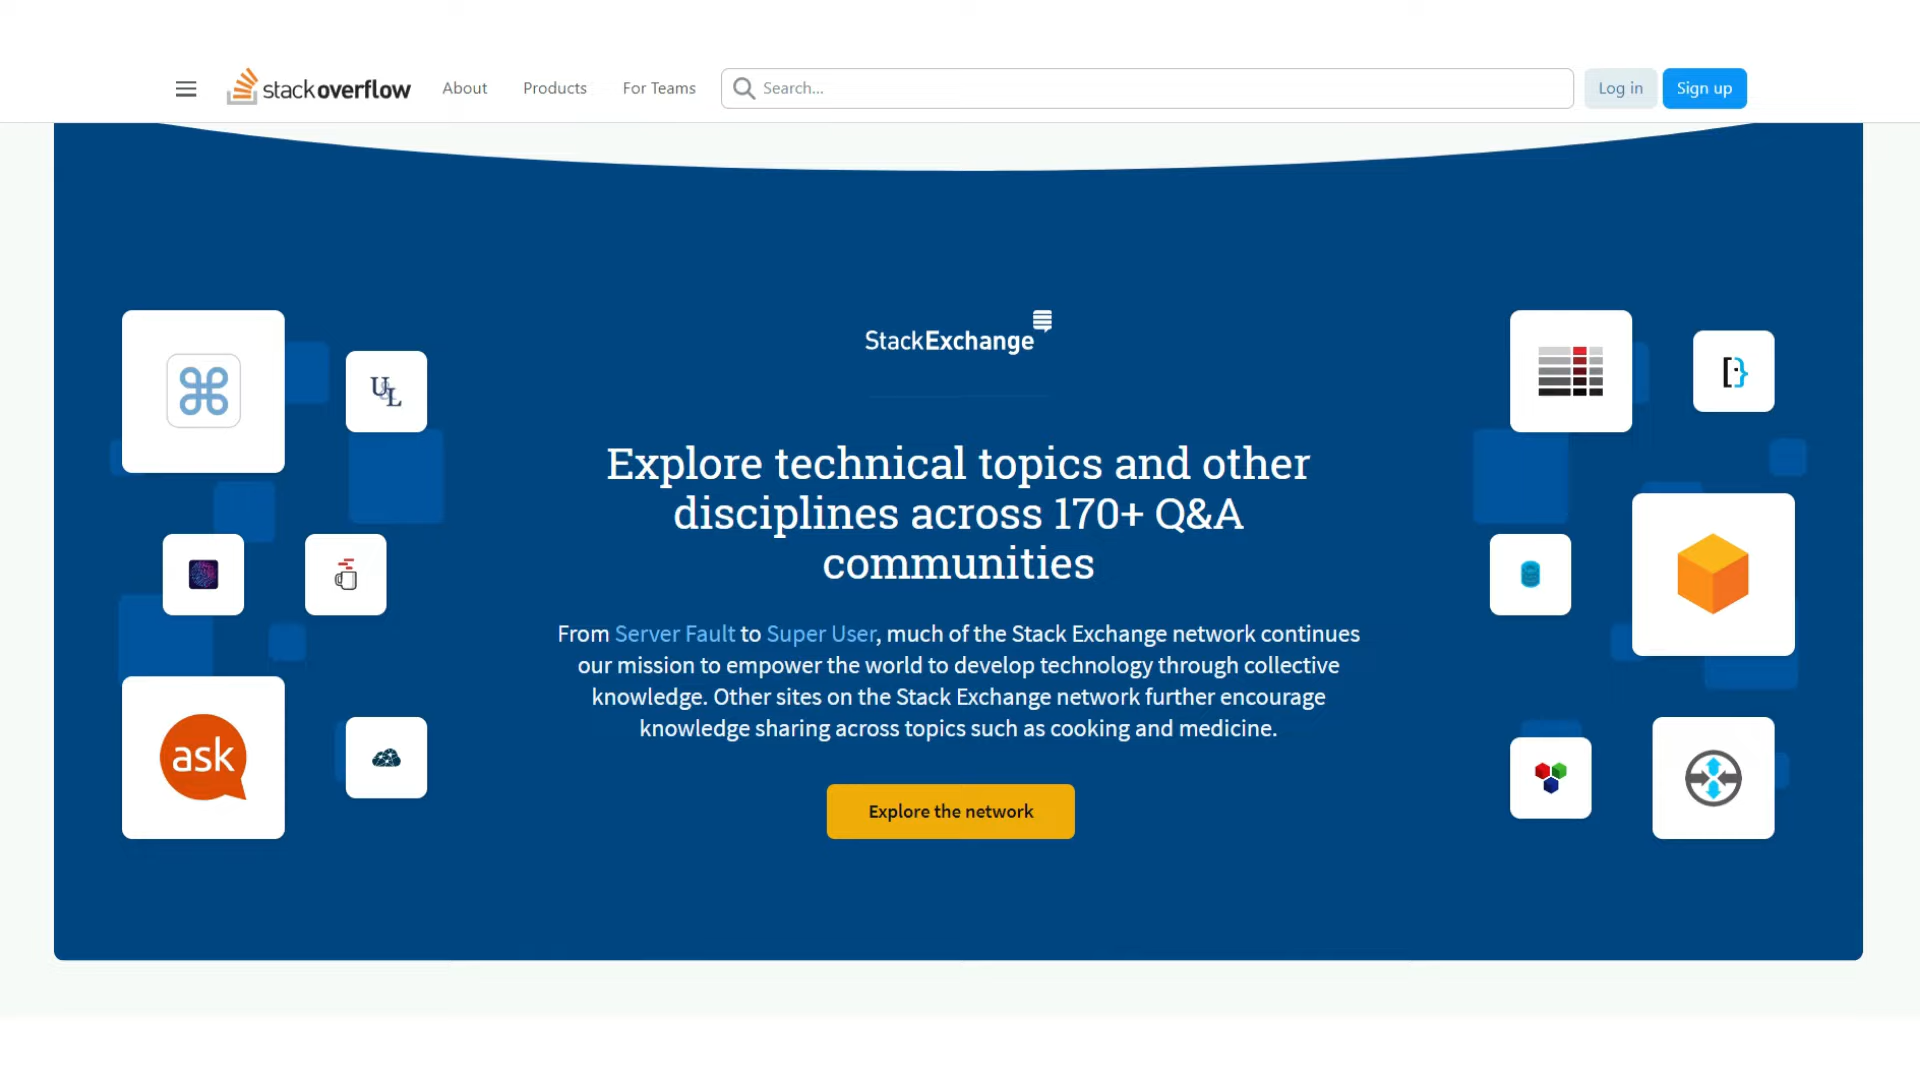 stackoverflow About Products For Teams Search... Log in Sign up
StackExchange
U&L
Explore technical topics and other
disciplines across 170+ Q&A
communities
From Server Fault to Super User, much of the Stack Exchange network continues
our mission to empower the world to develop technology through collective
knowledge. Other sites on the Stack Exchange network further encourage
knowledge sharing across topics such as cooking and medicine.
ask
Explore the network